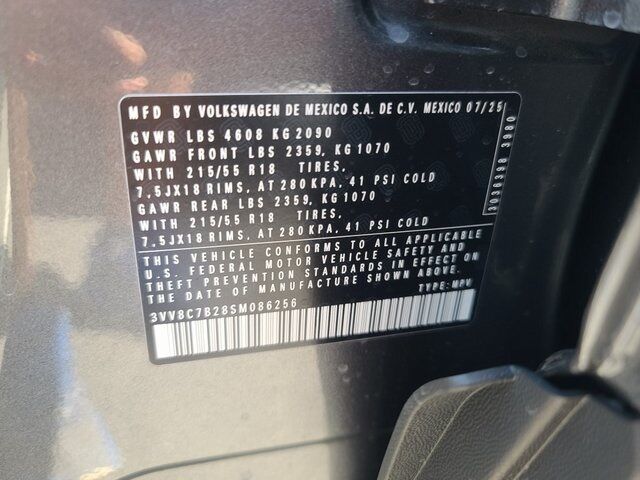 MFD BY VOLKSWAGEN DE MEXICO S.A. DE C.V. MEXICO 07/25
GVWR LBS 4608 KG 2090
GAWR FRONT LBS 2359, KG 1070
WITH 215/55 R18 TIRES,
7,5JX18 RIMS, AT 280 KPA, 41 PSI COLD
GAWR REAR LBS 2359, KG 1070
WITH 215/55 R18 TIRES,
7,5JX18 RIMS, AT 280 KPA, 41 PSI COLD
THIS VEHICLE CONFORMS TO ALL APPLICABLE
U.S. FEDERAL MOTOR VEHICLE SAFETY AND
THEFT PREVENTION STANDARDS IN EFFECT ON
THE DATE OF MANUFACTURE SHOWN ABOVE.
3VV8C7B28SM086256 TYPE: MPV
3036398 3980